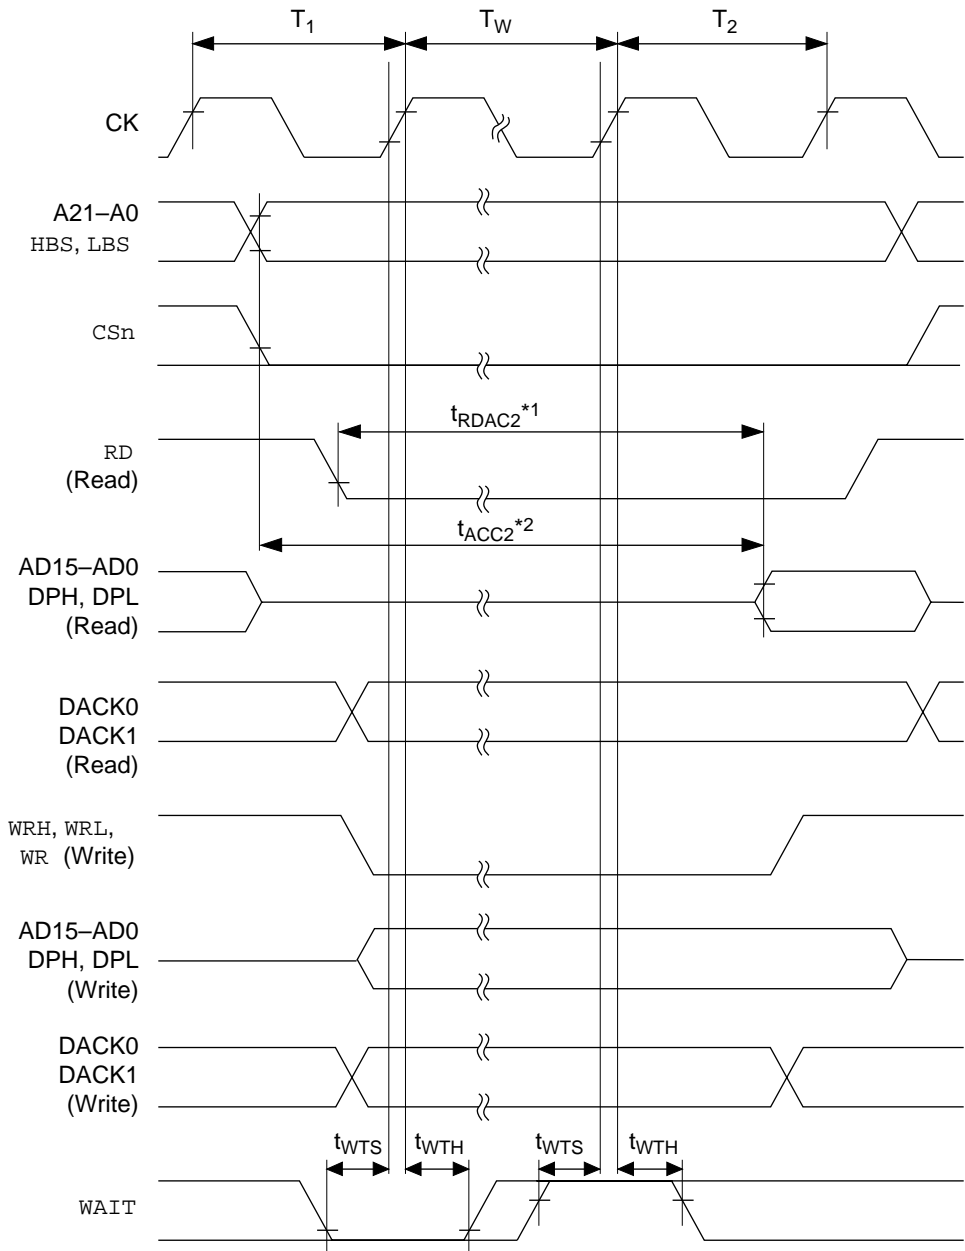 T1 TW T2
CK
A21–A0
HBS, LBS
CSn
tRDAC2*1
RD
(Read)
tACC2*2
AD15–AD0
DPH, DPL
(Read)
DACK0
DACK1
(Read)
WRH, WRL,
WR (Write)
AD15–AD0
DPH, DPL
(Write)
DACK0
DACK1
(Write)
tWTS tWTH tWTS tWTH
WAIT